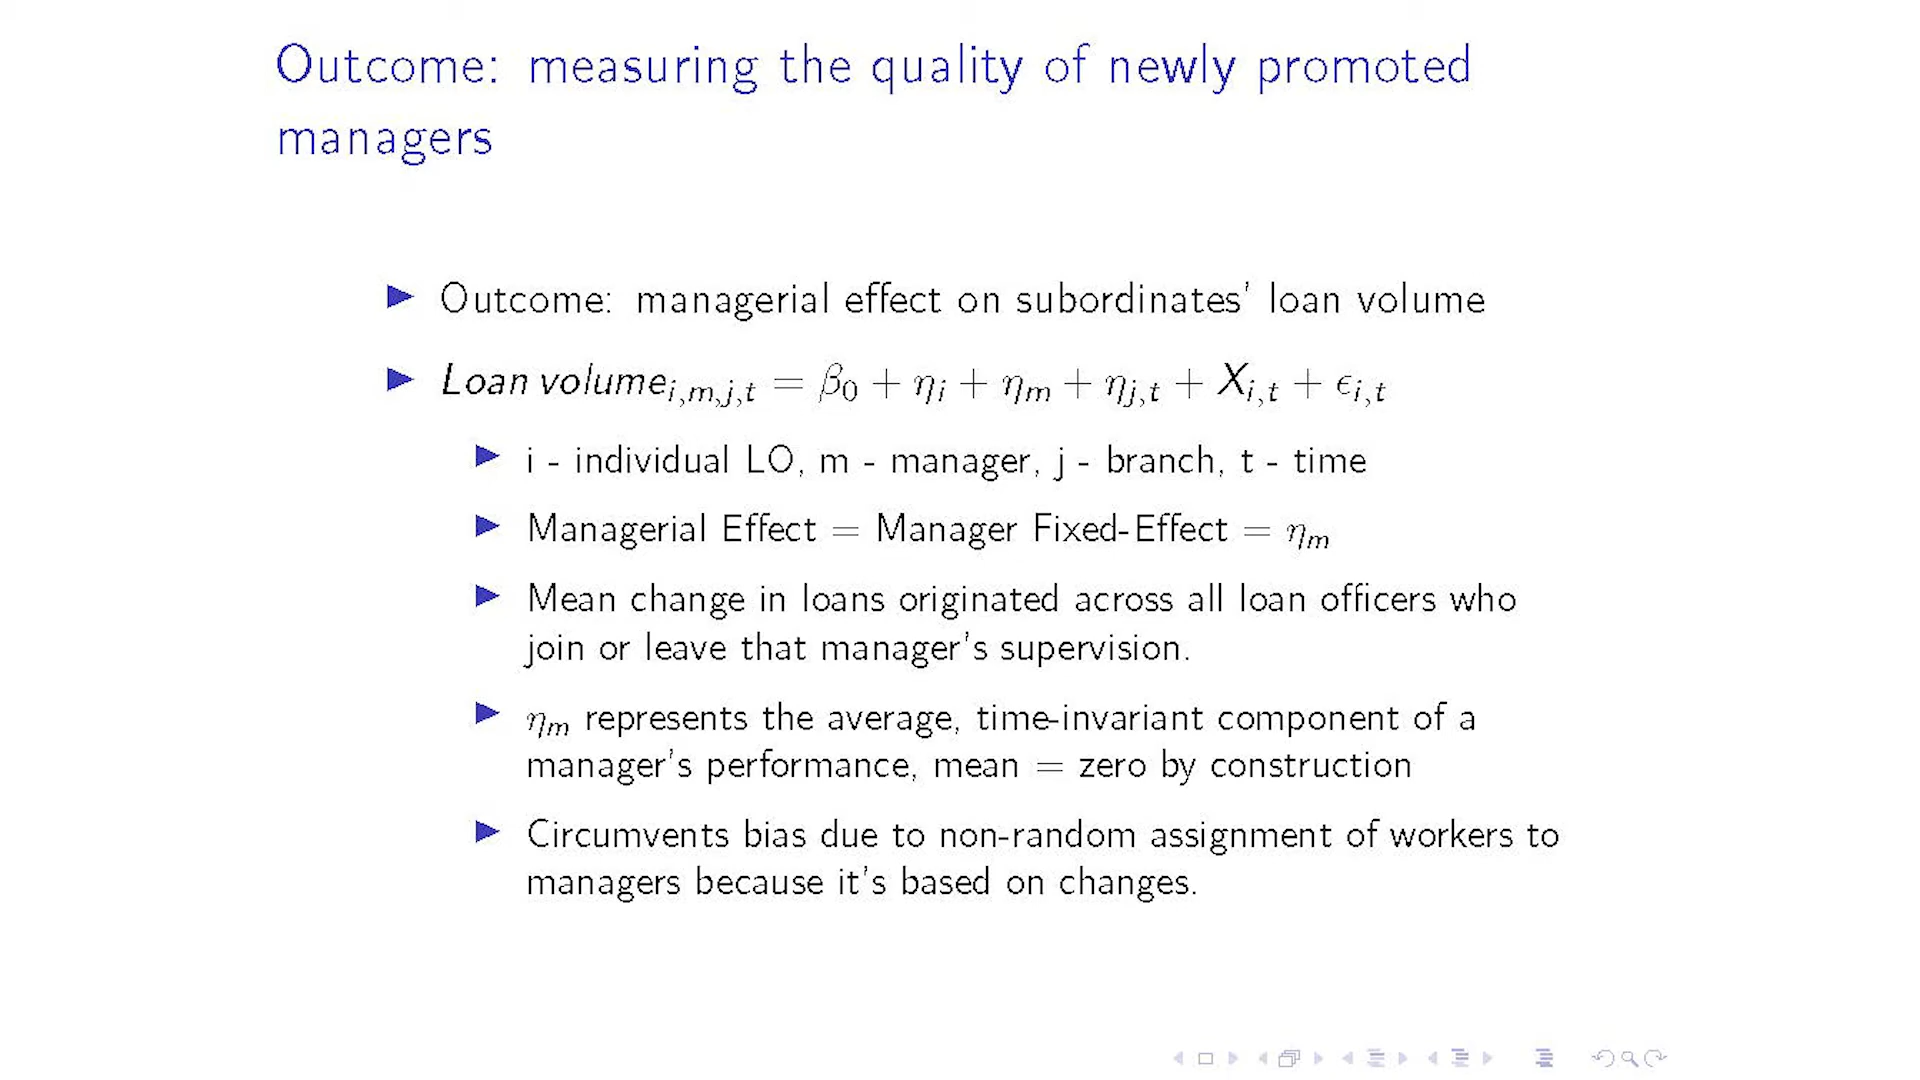 Outcome: measuring the quality of newly promoted
managers
Outcome: managerial effect on subordinates' loan volume
Loan volume_{i,m,j,t} = β_0 + η_i + η_m + η_{j,t} + X_{i,t} + ϵ_{i,t}
i - individual LO, m - manager, j - branch, t - time
Managerial Effect = Manager Fixed-Effect = η_m
Mean change in loans originated across all loan officers who
join or leave that manager's supervision.
η_m represents the average, time-invariant component of a
manager's performance, mean = zero by construction
Circumvents bias due to non-random assignment of workers to
managers because it's based on changes.